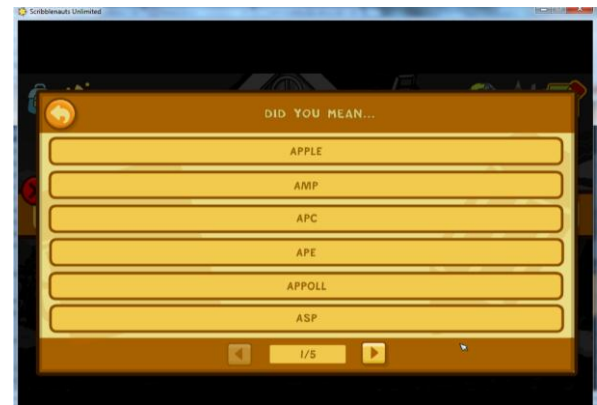 Scribblenauts Unlimited
DID YOU MEAN...
APPLE
AMP
APC
APE
APPOLL
ASP
1/5